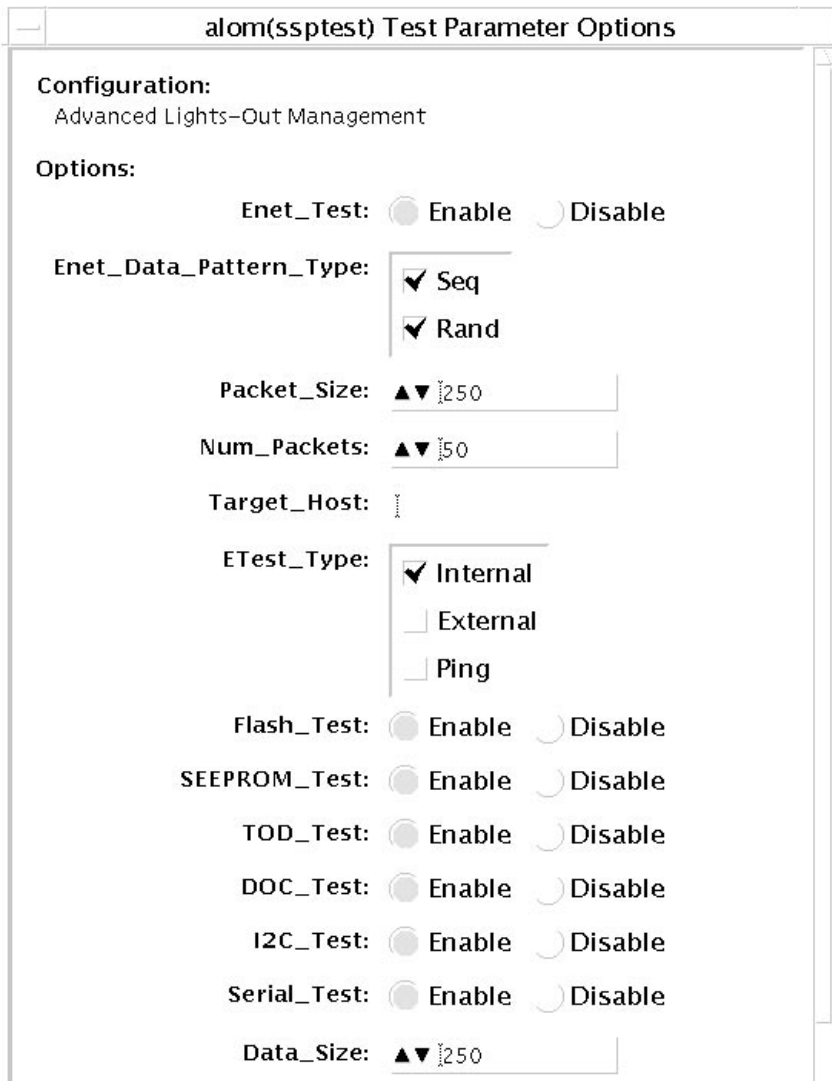 alom(ssptest) Test Parameter Options
Configuration:
Advanced Lights-Out Management
Options:
Enet_Test: Enable Disable
Enet_Data_Pattern_Type: Seq
Rand
Packet_Size: 250
Num_Packets: 50
Target_Host:
ETest_Type: Internal
External
Ping
Flash_Test: Enable Disable
SEEPROM_Test: Enable Disable
TOD_Test: Enable Disable
DOC_Test: Enable Disable
I2C_Test: Enable Disable
Serial_Test: Enable Disable
Data_Size: 250